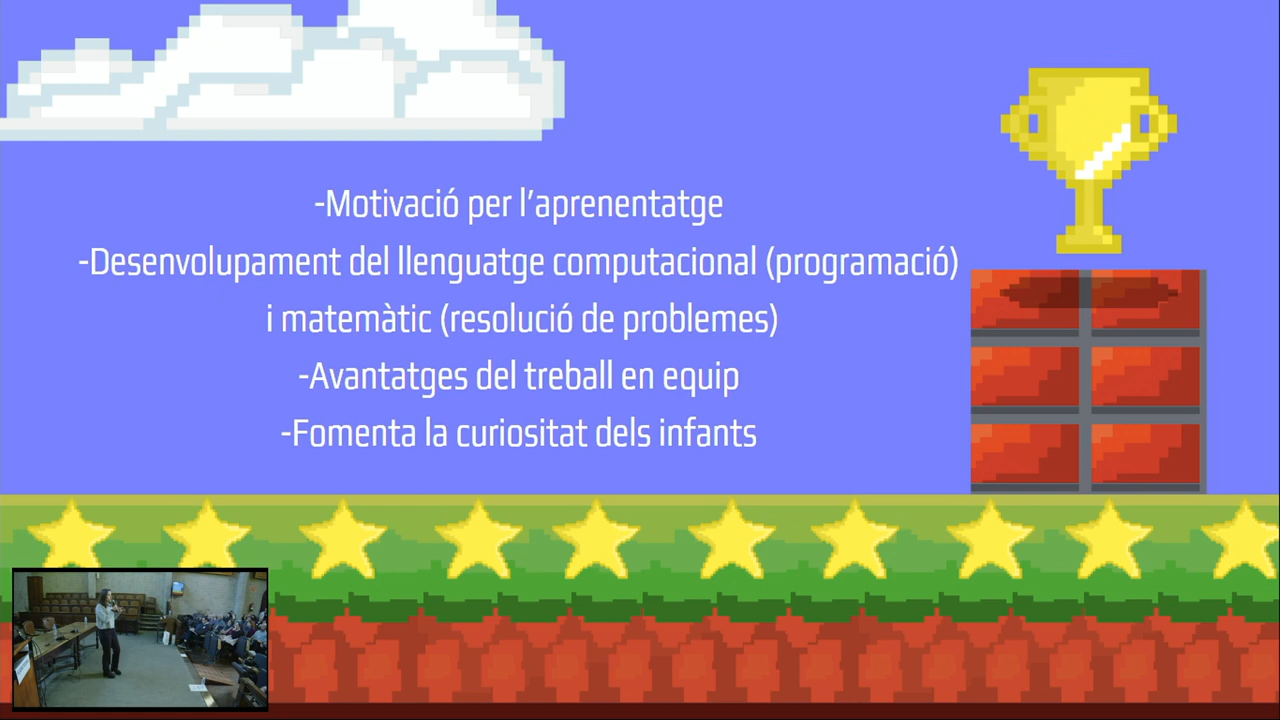 -Motivació per l'aprenentatge
-Desenvolupament del llenguatge computacional (programació)
i matemàtic (resolució de problemes)
-Avantatges del treball en equip
-Fomenta la curiositat dels infants